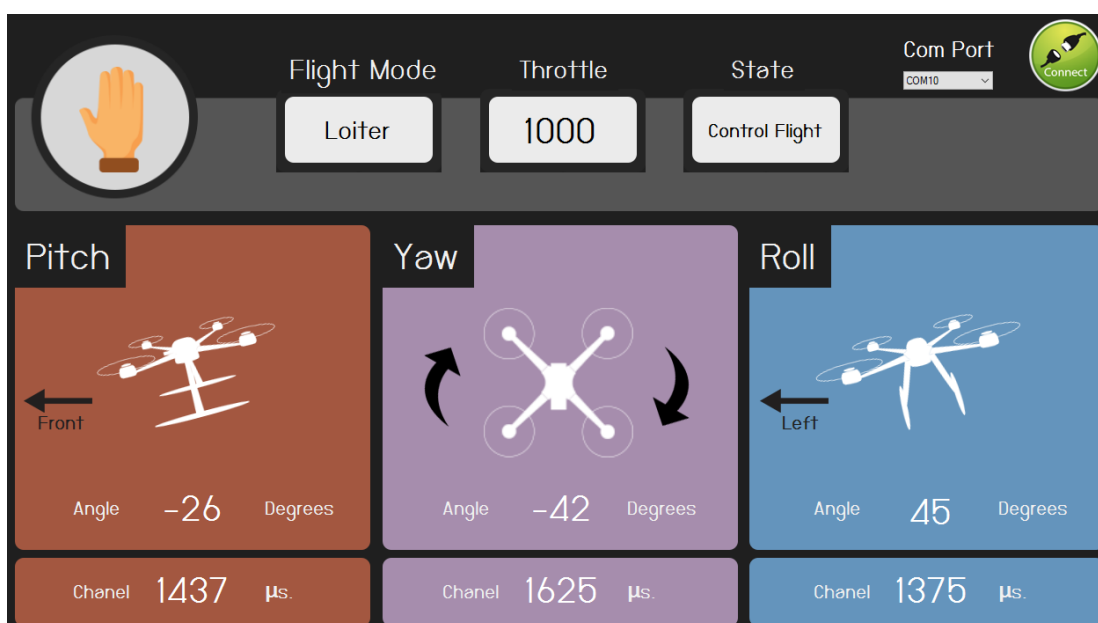 Flight Mode
Throttle
State
Com Port
COM10
Connect
Loiter
1000
Control Flight
Pitch
Yaw
Roll
Front
Left
Angle -26 Degrees
Angle -42 Degrees
Angle 45 Degrees
Chanel 1437 µs.
Chanel 1625 µs.
Chanel 1375 µs.